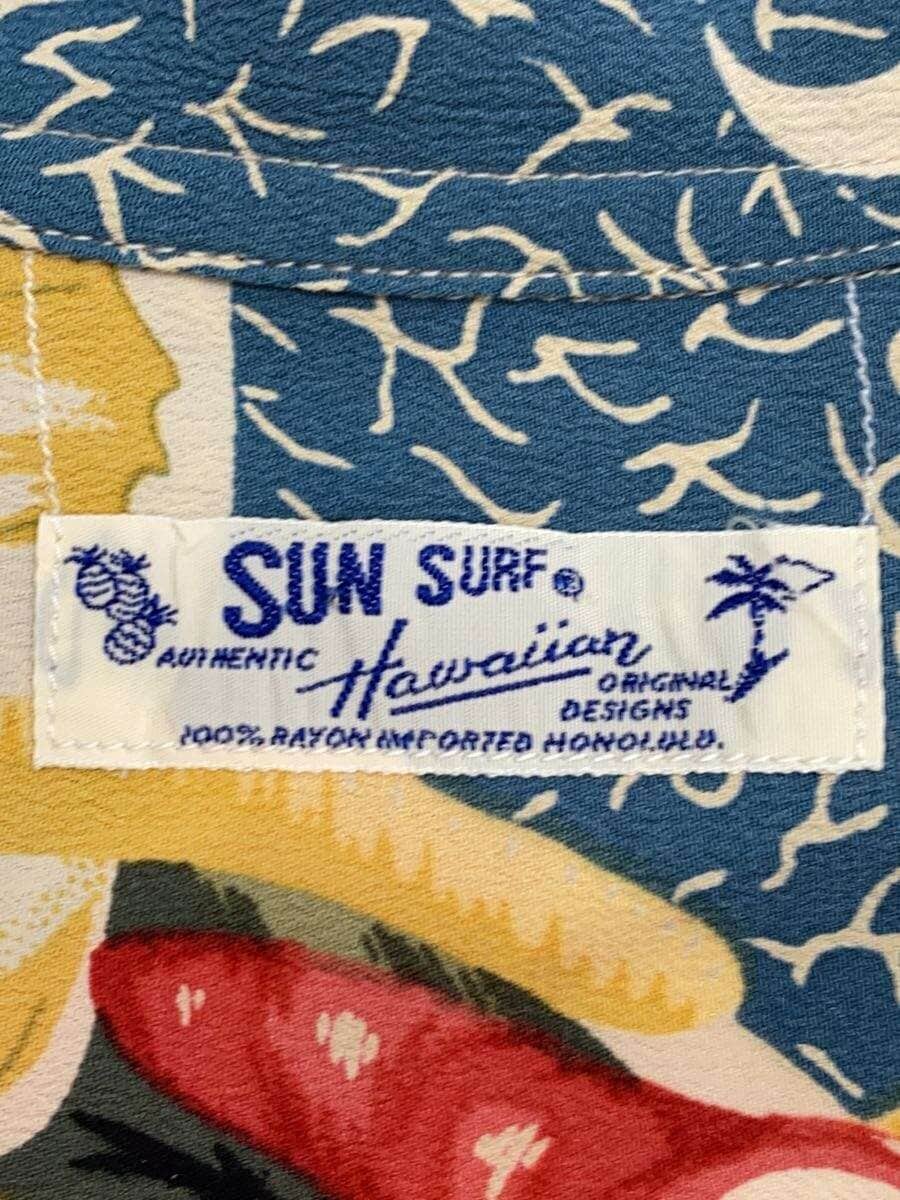 SUN SURF®
AUTHENTIC Hawaiian ORIGINAL
DESIGNS
100% RAYON IMPORTED HONOLULU.